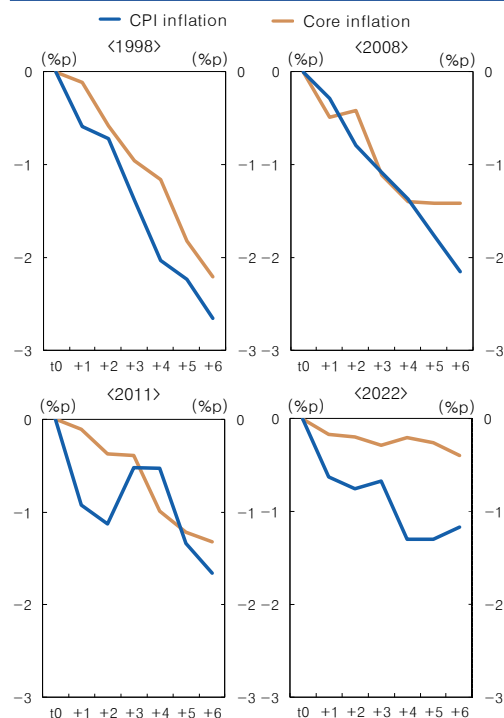 CPI inflation Core inflation
<1998> <2008>
(%p) (%p) (%p) (%p)
0 0 0 0
−1 −1 −1 −1
−2 −2 −2 −2
−3 −3 −3 −3
t0 +1 +2 +3 +4 +5 +6 t0 +1 +2 +3 +4 +5 +6
<2011> <2022>
(%p) (%p) (%p) (%p)
0 0 0 0
−1 −1 −1 −1
−2 −2 −2 −2
−3 −3 −3 −3
t0 +1 +2 +3 +4 +5 +6 t0 +1 +2 +3 +4 +5 +6